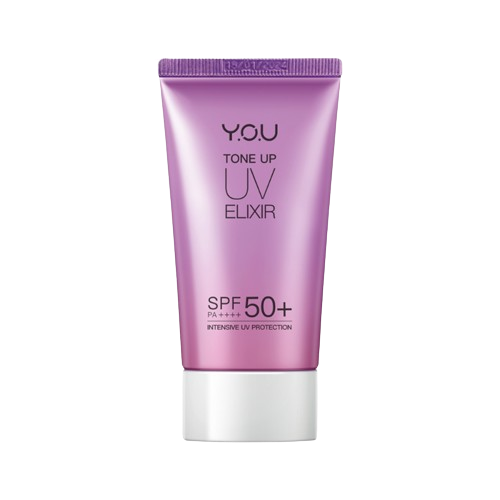 Y.O.U
TONE UP
UV
ELIXIR
SPF 50+
PA ++++
INTENSIVE UV PROTECTION